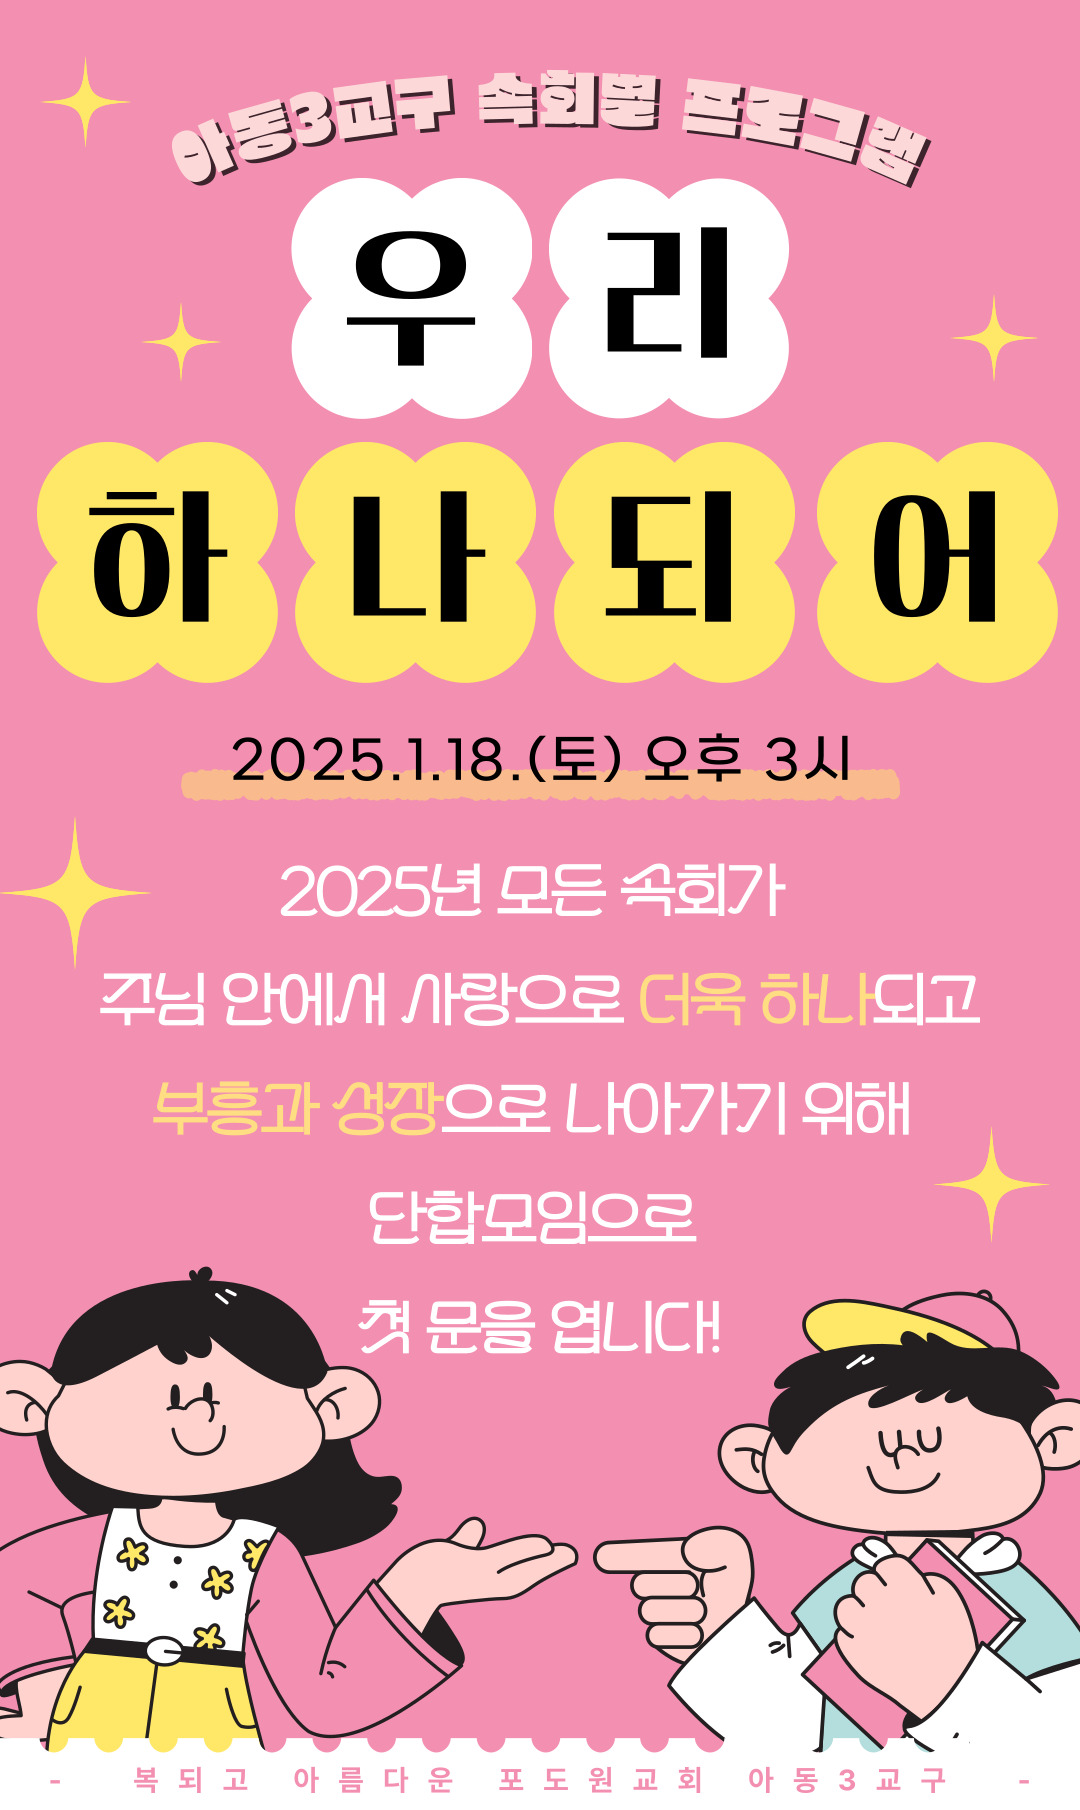 아동3교구 속회별 프로그램
우리
하나되어
2025.1.18.(토) 오후 3시
2025년 모든 속회가
주님 안에서 사랑으로 더욱 하나되고
부흥과 성장으로 나아가기 위해
단합모임으로
첫 문을 엽니다!
- 복되고 아름다운 포도원교회 아동3교구 -